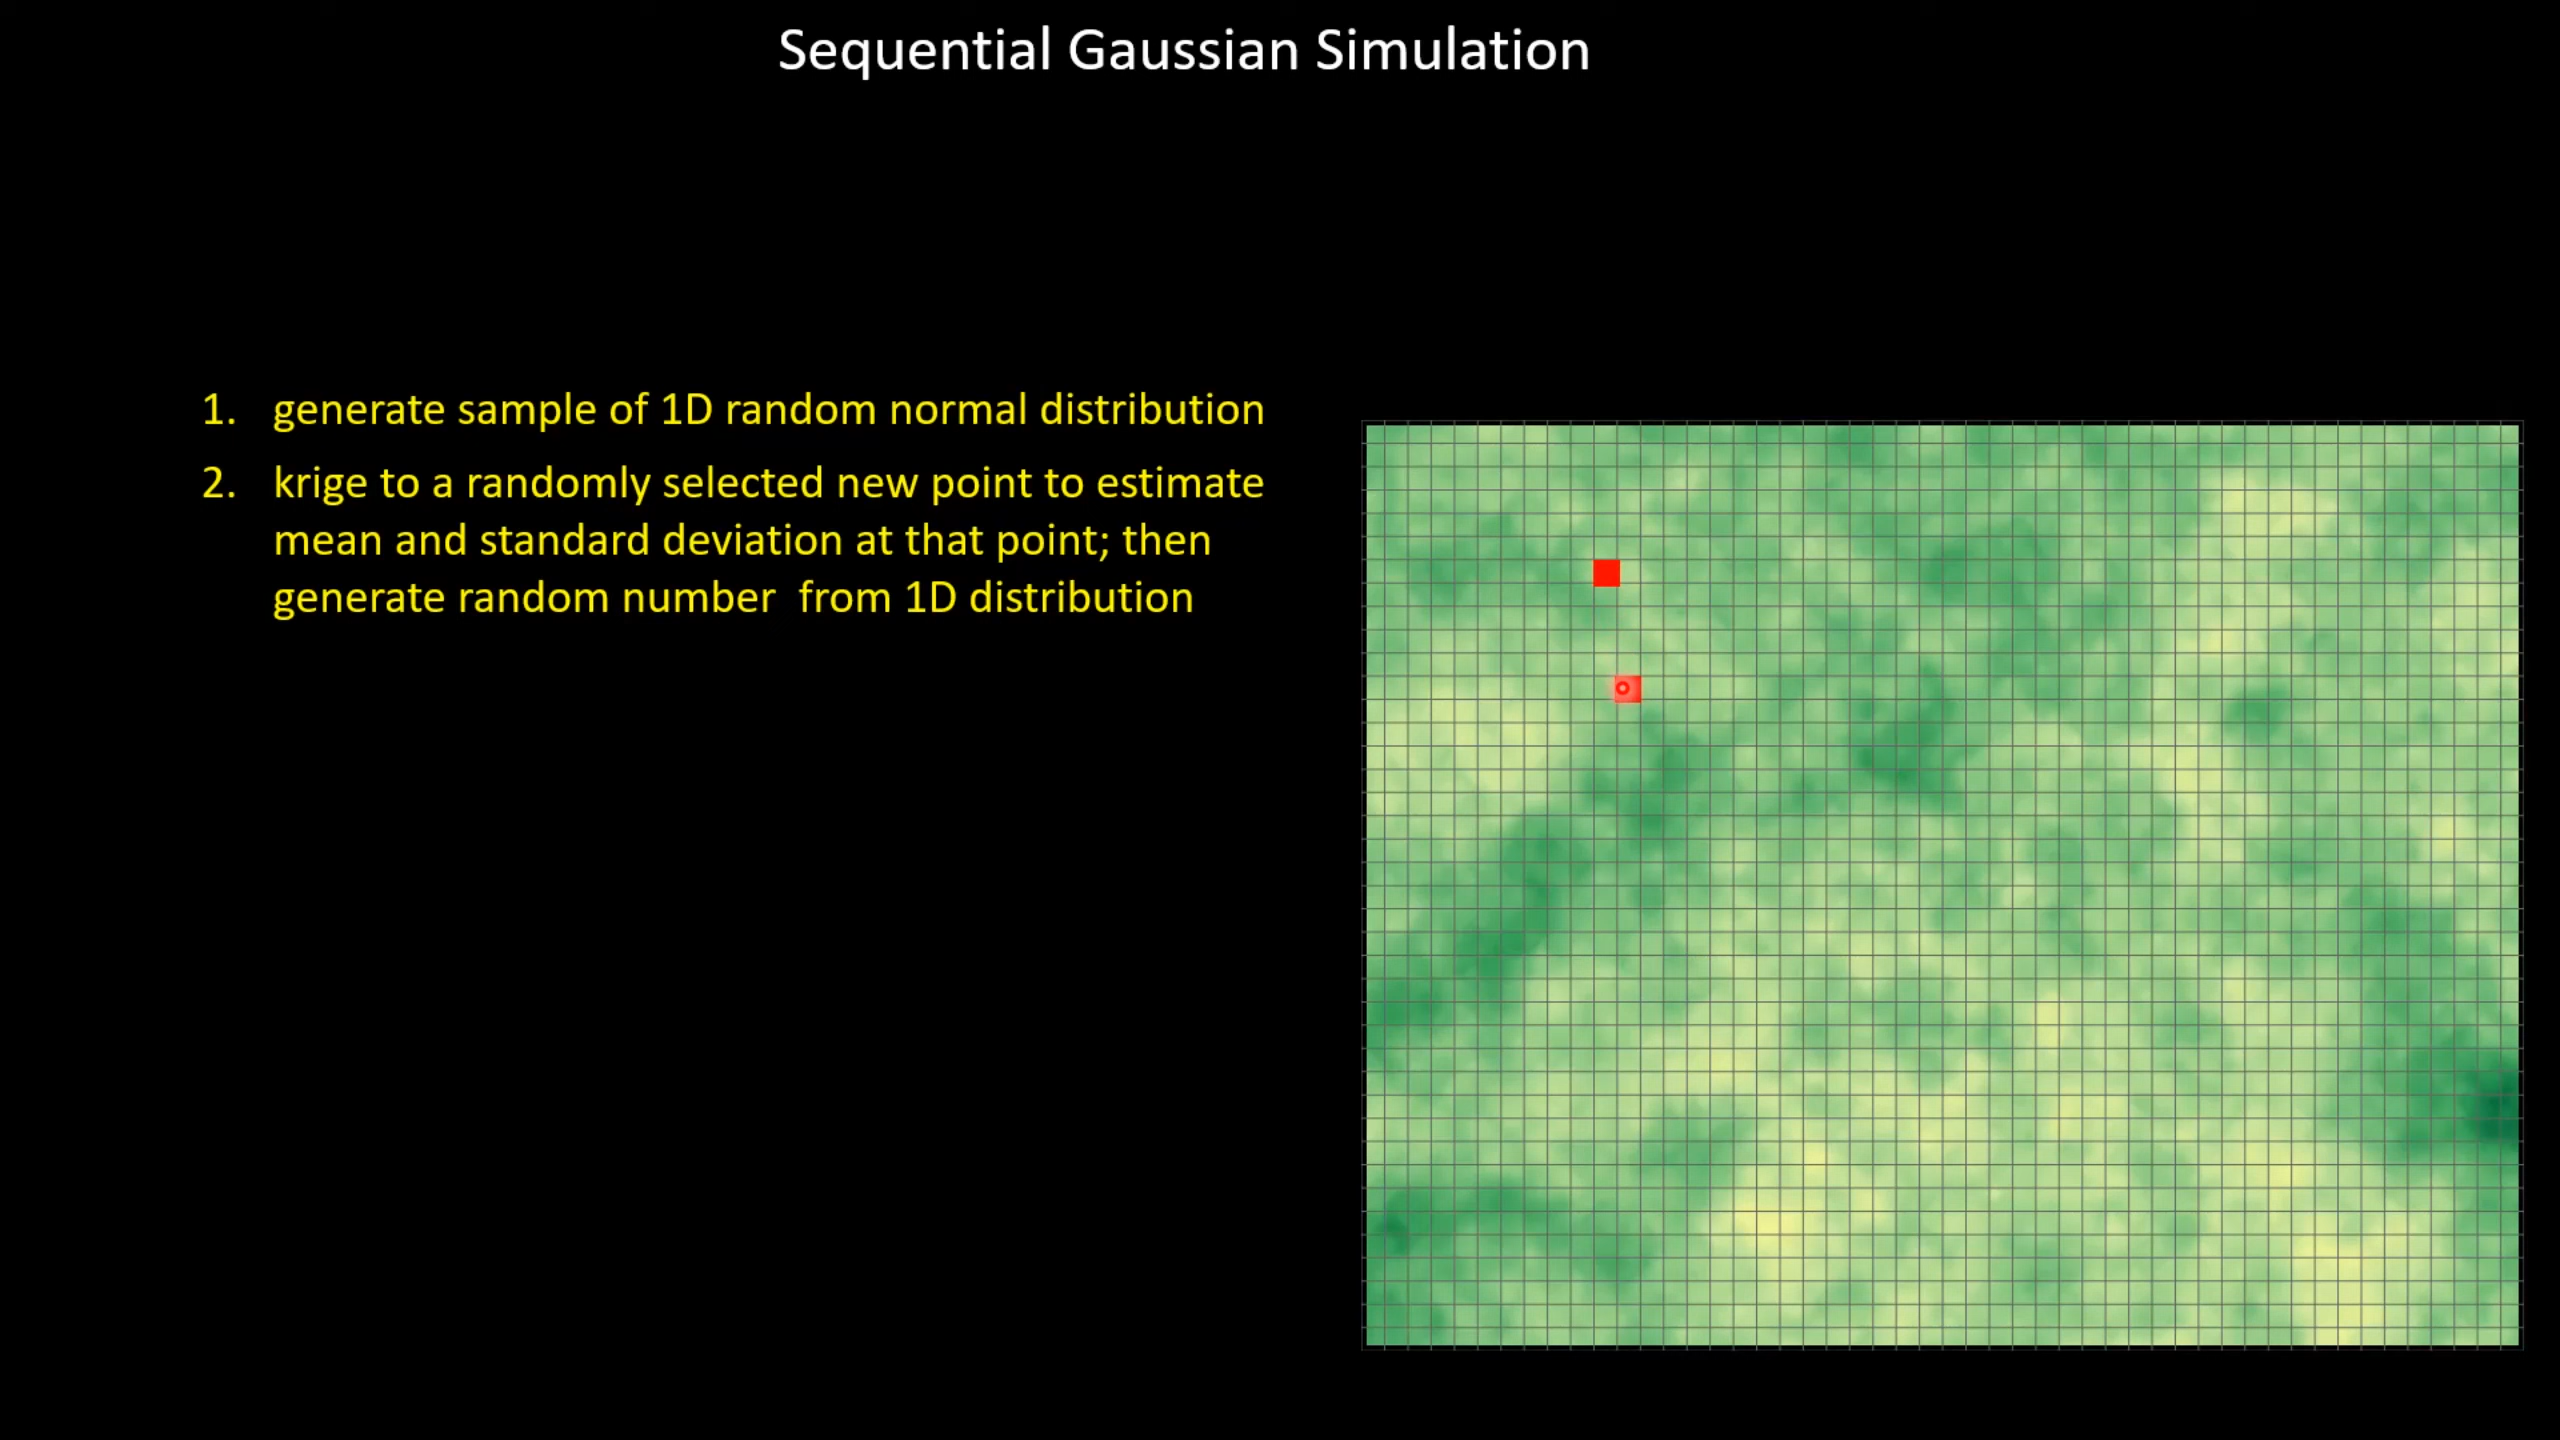 Sequential Gaussian Simulation
1. generate sample of 1D random normal distribution
2. krige to a randomly selected new point to estimate
mean and standard deviation at that point; then
generate random number  from 1D distribution